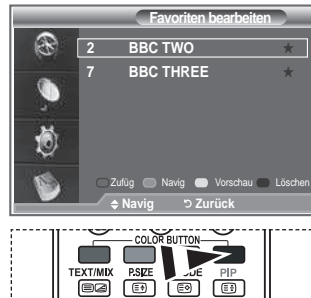 Favoriten bearbeiten
2 BBC TWO ★
7 BBC THREE ★
Zufüg Navig Vorschau Löschen
Navig Zurück
COLOR BUTTON
TEXT/MIX P.SIZE PIP